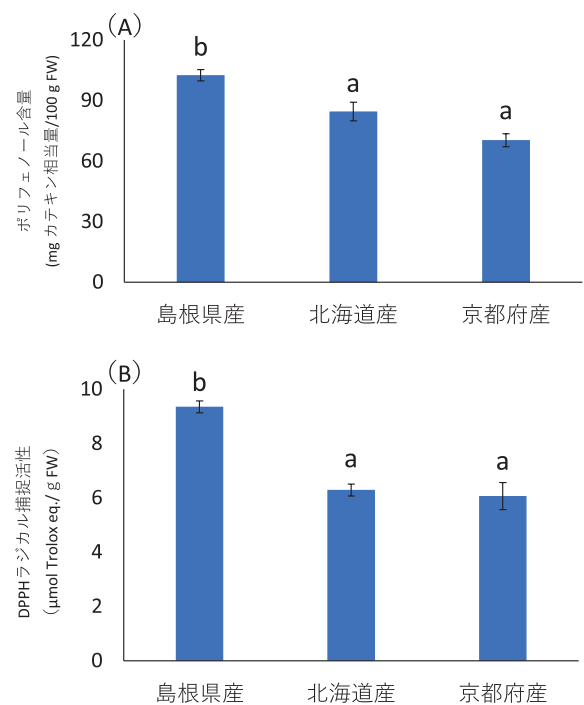 (A)
120
90
60
30
0
ポリフェノール含量
(mg カテキン相当量/100 g FW)
b
a
a
島根県産
北海道産
京都府産
(B)
10
8
6
4
2
0
DPPHラジカル捕捉活性
(μmol Trolox eq./ g FW)
b
a
a
島根県産
北海道産
京都府産